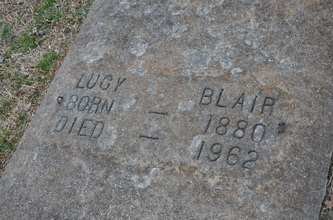 LUCY BLAIR
BORN — 1880
DIED — 1962